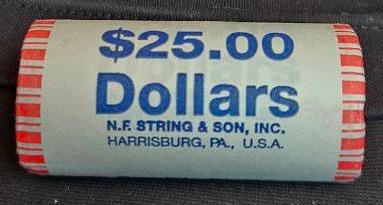 $25.00
Dollars
N.F. STRING & SON, INC.
HARRISBURG, PA., U.S.A.